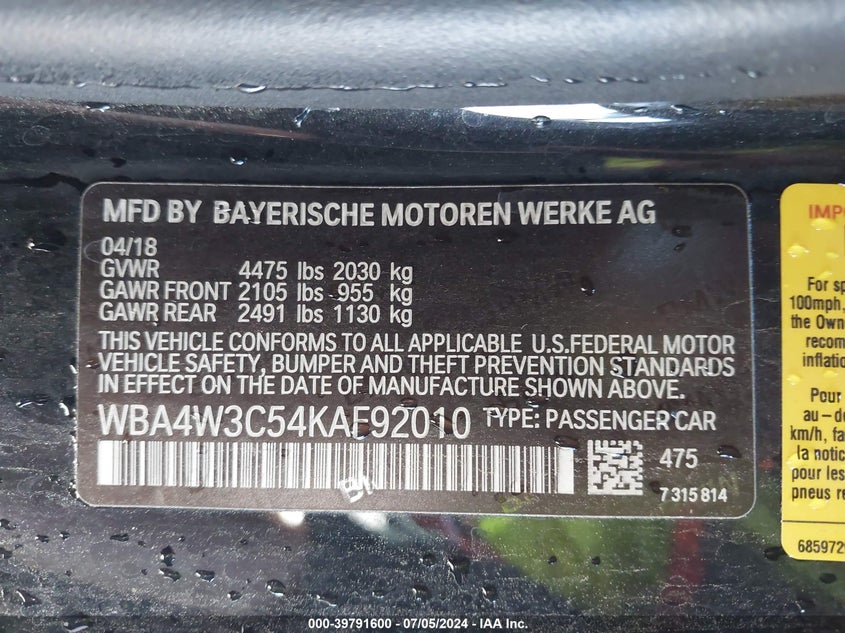 MFD BY BAYERISCHE MOTOREN WERKE AG
04/18
GVWR 4475 lbs 2030 kg
GAWR FRONT 2105 lbs 955 kg
GAWR REAR 2491 lbs 1130 kg
THIS VEHICLE CONFORMS TO ALL APPLICABLE U.S.FEDERAL MOTOR
VEHICLE SAFETY, BUMPER AND THEFT PREVENTION STANDARDS
IN EFFECT ON THE DATE OF MANUFACTURE SHOWN ABOVE.
WBA4W3C54KAF92010 TYPE: PASSENGER CAR
475
7315814
IMPO
For sp
100mph,
the Own
recom
inflatio
Pour
au-d
km/h, fa
la notic
pour les
pneus re
685972
000-39791600 - 07/05/2024 - IAA Inc.